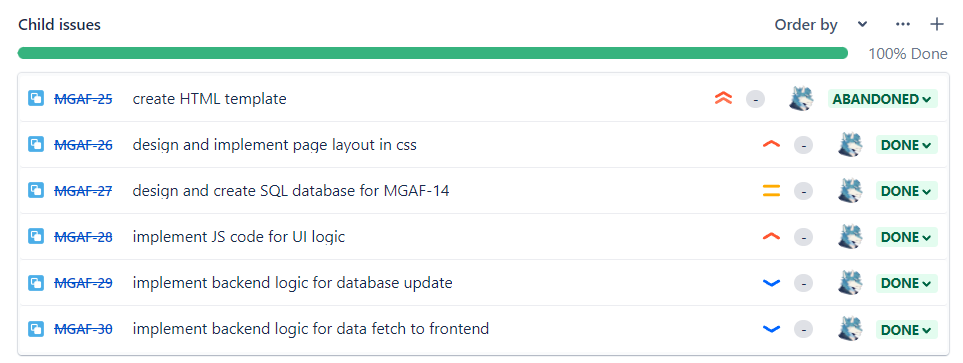 Child issues Order by
100% Done
MGAF-25 create HTML template - ABANDONED
MGAF-26 design and implement page layout in css - DONE
MGAF-27 design and create SQL database for MGAF-14 - DONE
MGAF-28 implement JS code for UI logic - DONE
MGAF-29 implement backend logic for database update - DONE
MGAF-30 implement backend logic for data fetch to frontend - DONE